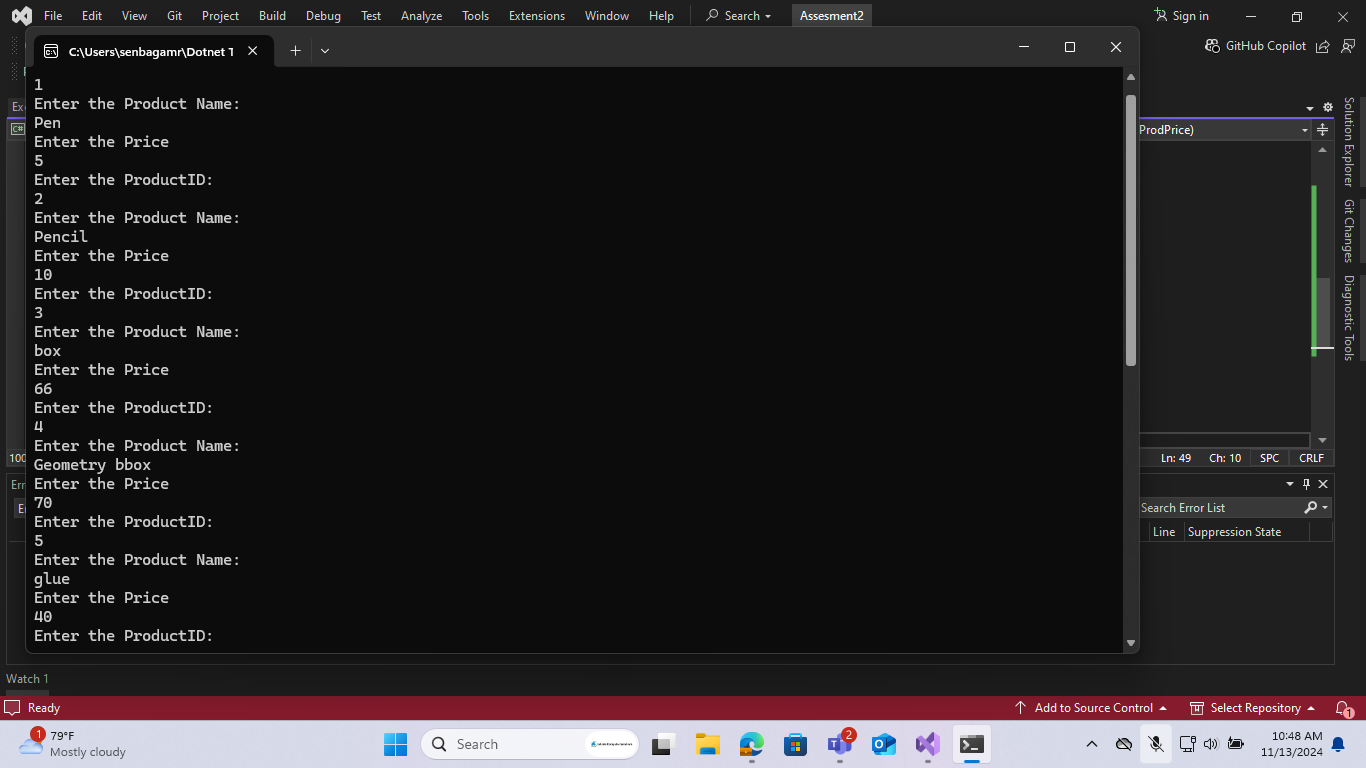 File Edit View Git Project Build Debug Test Analyze Tools Extensions Window Help Search Assesment2 Sign in
GitHub Copilot
C:\Users\senbagamr\Dotnet
ProdPrice)
1
Enter the Product Name:
Pen
Enter the Price
5
Enter the ProductID:
2
Enter the Product Name:
Pencil
Enter the Price
10
Enter the ProductID:
3
Enter the Product Name:
box
Enter the Price
66
Enter the ProductID:
4
Enter the Product Name:
Geometry bbox
Enter the Price
70
Enter the ProductID:
5
Enter the Product Name:
glue
Enter the Price
40
Enter the ProductID:
Solution Explorer
Git Changes
Diagnostic Tools
100
Ln: 49 Ch: 10 SPC CRLF
Search Error List
Line Suppression State
Watch 1
Ready Add to Source Control Select Repository 1
1 79°F
Mostly cloudy
Search
2
10:48 AM
11/13/2024